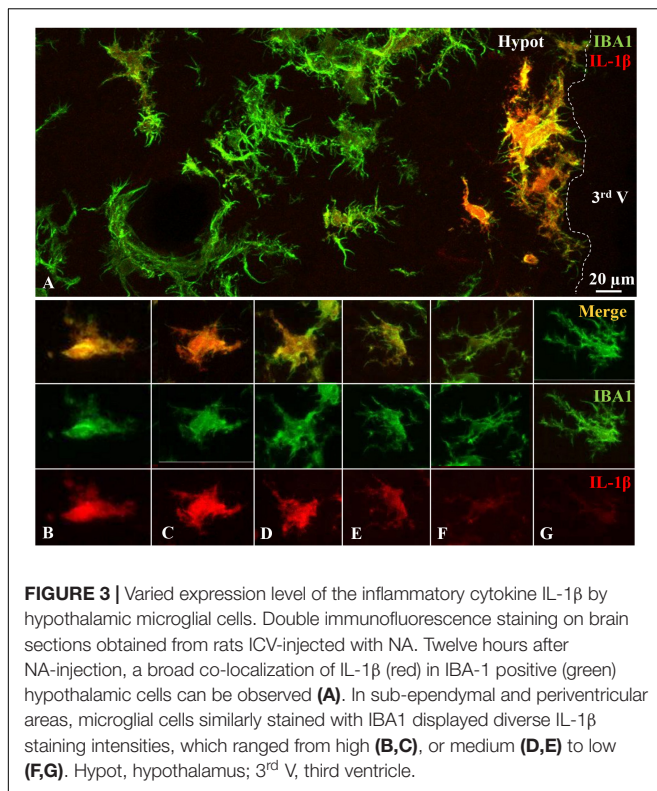 Hypot IBA1
IL-1β
3rd V
A 20 µm
Merge
IBA1
IL-1β
B C D E F G
FIGURE 3 | Varied expression level of the inflammatory cytokine IL-1β by
hypothalamic microglial cells. Double immunofluorescence staining on brain
sections obtained from rats ICV-injected with NA. Twelve hours after
NA-injection, a broad co-localization of IL-1β (red) in IBA-1 positive (green)
hypothalamic cells can be observed (A). In sub-ependymal and periventricular
areas, microglial cells similarly stained with IBA1 displayed diverse IL-1β
staining intensities, which ranged from high (B,C), or medium (D,E) to low
(F,G). Hypot, hypothalamus; 3rd V, third ventricle.